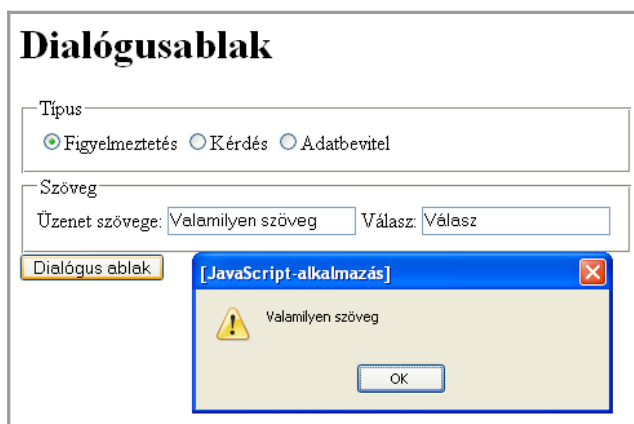 Dialógusablak
Típus
Figyelmeztetés Kérdés Adatbevitel
Szöveg
Üzenet szövege: Valamilyen szöveg Válasz: Válasz
Dialógus ablak
[JavaScript-alkalmazás]
Valamilyen szöveg
OK